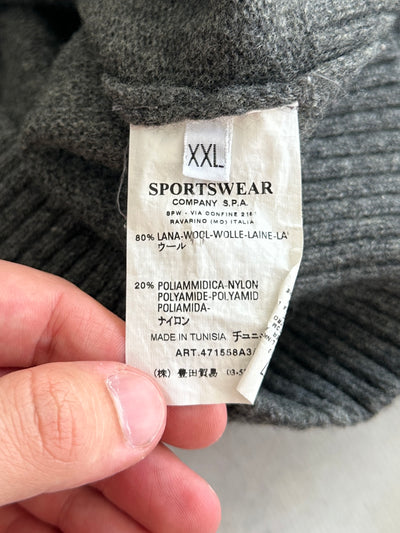 XXL
SPORTSWEAR
COMPANY S.P.A.
SPW - VIA CONFINE 2161
RAVARINO (MO) ITALIA
80% LANA-WOOL-WOLLE-LAINE-LA
ウール
20% POLIAMMIDICA-NYLON
POLYAMIDE-POLYAMID
POLIAMIDA-
ナイロン
MADE IN TUNISIA チュニ
ART.471558A3
(株) 豊田貿易 03-5